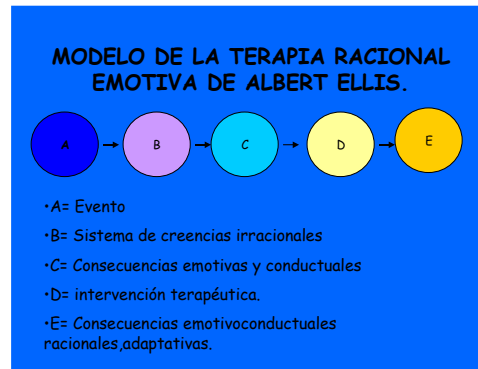 MODELO DE LA TERAPIA RACIONAL
EMOTIVA DE ALBERT ELLIS.
A B C D E
•A= Evento
•B= Sistema de creencias irracionales
•C= Consecuencias emotivas y conductuales
•D= intervención terapéutica.
•E= Consecuencias emotivoconductuales
racionales,adaptativas.